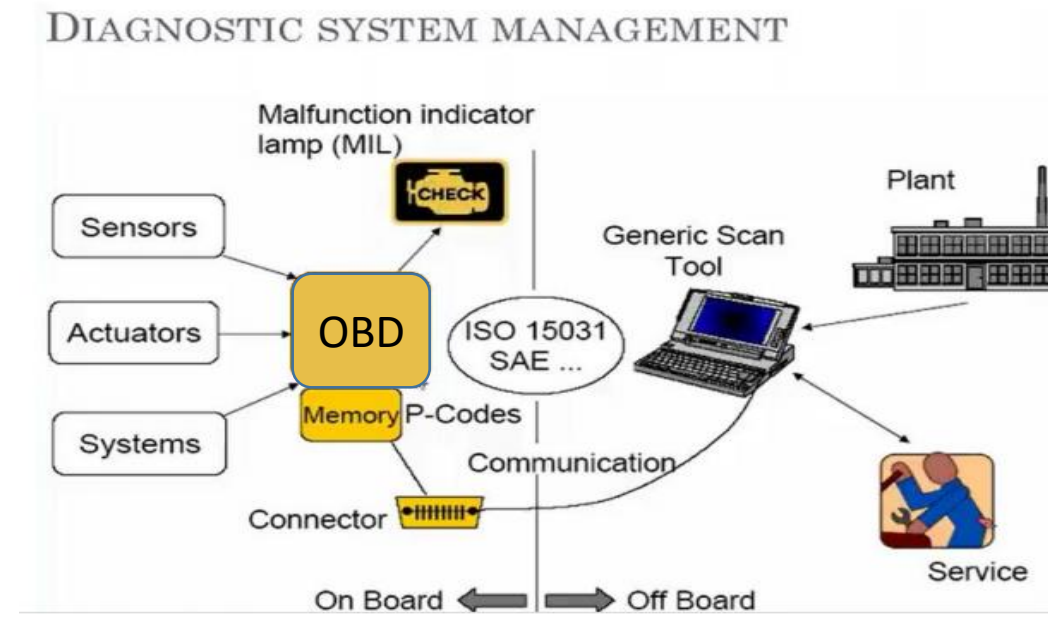 DIAGNOSTIC SYSTEM MANAGEMENT
Malfunction indicator
lamp (MIL)
CHECK
Plant
Sensors
Generic Scan
Tool
Actuators
OBD
ISO 15031
SAE ...
Memory
P-Codes
Systems
Communication
Connector
Service
On Board
Off Board